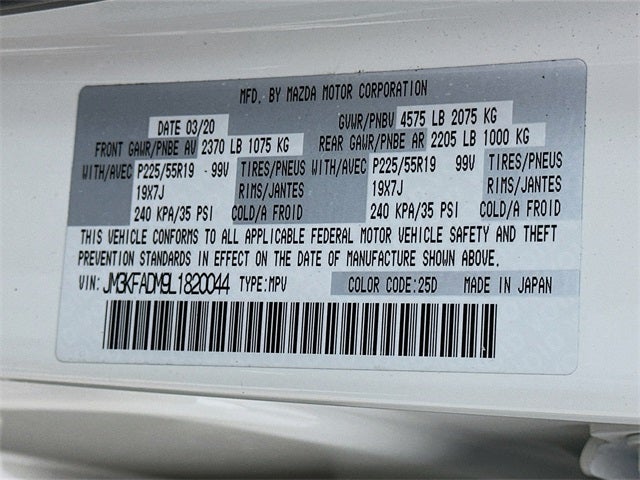 MFD. BY MAZDA MOTOR CORPORATION
DATE 03/20 GVWR/PNBV 4575 LB 2075 KG
FRONT GAWR/PNBE AV 2370 LB 1075 KG REAR GAWR/PNBE AR 2205 LB 1000 KG
WITH/AVEC P225/55R19 - 99V TIRES/PNEUS WITH/AVEC P225/55R19 99V TIRES/PNEUS
19X7J RIMS/JANTES 19X7J RIMS/JANTES
240 KPA/35 PSI COLD/A FROID 240 KPA/35 PSI COLD/A FROID
THIS VEHICLE CONFORMS TO ALL APPLICABLE FEDERAL MOTOR VEHICLE SAFETY AND THEFT
PREVENTION STANDARDS IN EFFECT ON THE DATE OF MANUFACTURE SHOWN ABOVE.
VIN: JM3KFADM9L1820044 TYPE:MPV COLOR CODE:25D MADE IN JAPAN